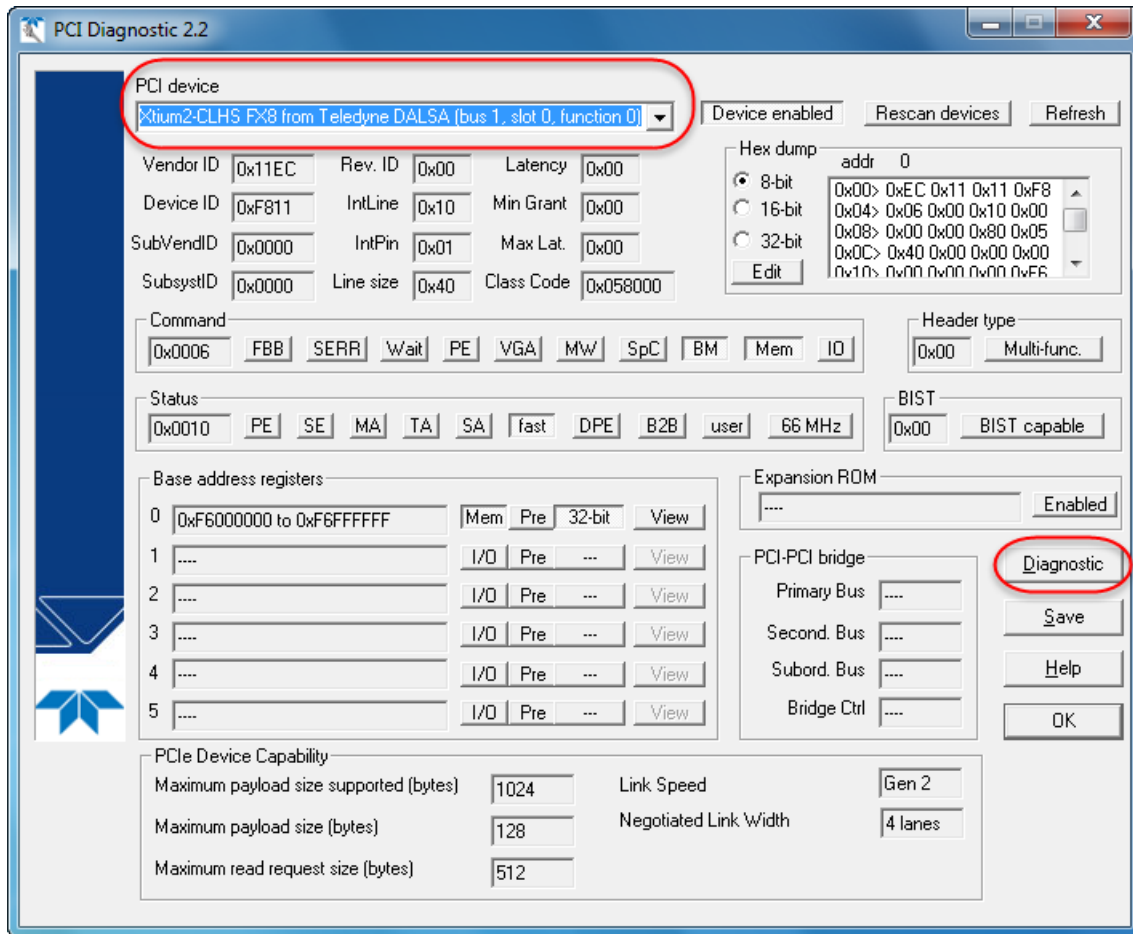 PCI Diagnostic 2.2
PCI device
Xtium2-CLHS FX8 from Teledyne DALSA (bus 1, slot 0, function 0)
Device enabled
Rescan devices
Refresh
Vendor ID 0x11EC Rev. ID 0x00 Latency 0x00
Device ID 0xF811 IntLine 0x10 Min Grant 0x00
SubVendID 0x0000 IntPin 0x01 Max Lat. 0x00
SubsystID 0x0000 Line size 0x40 Class Code 0x058000
Hex dump
addr 0
8-bit
16-bit
32-bit
Edit
0x00> 0xEC 0x11 0x11 0xF8
0x04> 0x06 0x00 0x10 0x00
0x08> 0x00 0x00 0x80 0x05
0x0C> 0x40 0x00 0x00 0x00
0x10> 0x00 0x00 0x00 0xF6
Command
0x0006 FBB SERR Wait PE VGA MW SpC BM Mem IO
Header type
0x00 Multi-func.
Status
0x0010 PE SE MA TA SA fast DPE B2B user 66 MHz
BIST
0x00 BIST capable
Base address registers
0 0xF6000000 to 0xF6FFFFFF Mem Pre 32-bit View
1 ---- I/O Pre --- View
2 ---- I/O Pre --- View
3 ---- I/O Pre --- View
4 ---- I/O Pre --- View
5 ---- I/O Pre --- View
Expansion ROM
---- Enabled
PCI-PCI bridge
Primary Bus ----
Second. Bus ----
Subord. Bus ----
Bridge Ctrl ----
Diagnostic
Save
Help
OK
PCIe Device Capability
Maximum payload size supported (bytes) 1024 Link Speed Gen 2
Maximum payload size (bytes) 128 Negotiated Link Width 4 lanes
Maximum read request size (bytes) 512